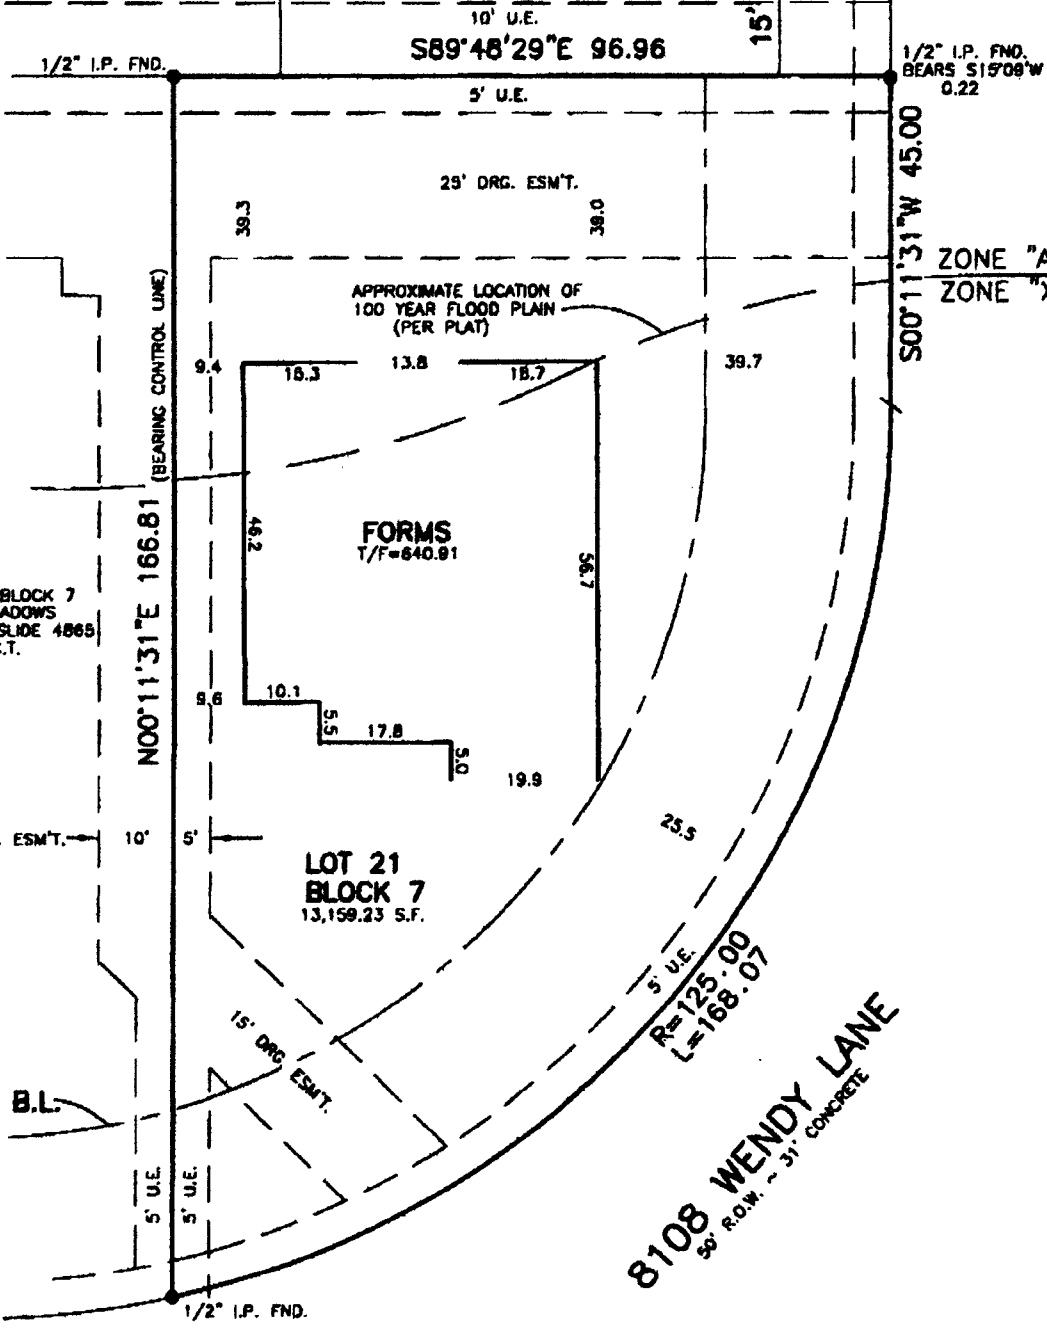 10' U.E.
S89°48'29"E 96.96
15'
1/2" I.P. FND.
1/2" I.P. FND.
BEARS S15°09'W
0.22
5' U.E.
S00°11'31"W 45.00
25' DRG. ESM'T.
39.3
39.0
ZONE "A
ZONE "X
APPROXIMATE LOCATION OF
100 YEAR FLOOD PLAIN
(PER PLAT)
9.4
16.3
13.8
18.7
39.7
N00°11'31"E 166.81 (BEARING CONTROL LINE)
46.2
FORMS
T/F=640.91
56.7
BLOCK 7
ADOWS
SLIDE 4865
.T.
9.6
10.1
5.5
17.8
5.0
19.9
25.5
ESM'T.
10'
5'
LOT 21
BLOCK 7
13,159.23 S.F.
5' U.E.
R=125.00
L=168.07
15' DRG. ESM'T.
B.L.
8108 WENDY LANE
50' R.O.W. ~ 31' CONCRETE
5' U.E.
5' U.E.
1/2" I.P. FND.